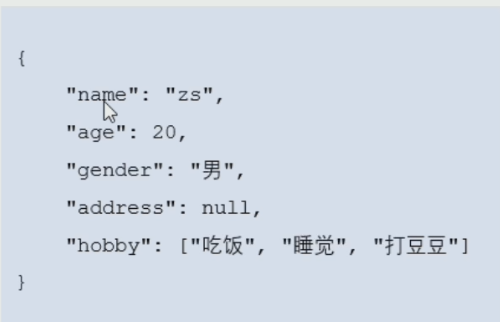 {
"name": "zs",
"age": 20,
"gender": "男",
"address": null,
"hobby": ["吃饭", "睡觉", "打豆豆"]
}